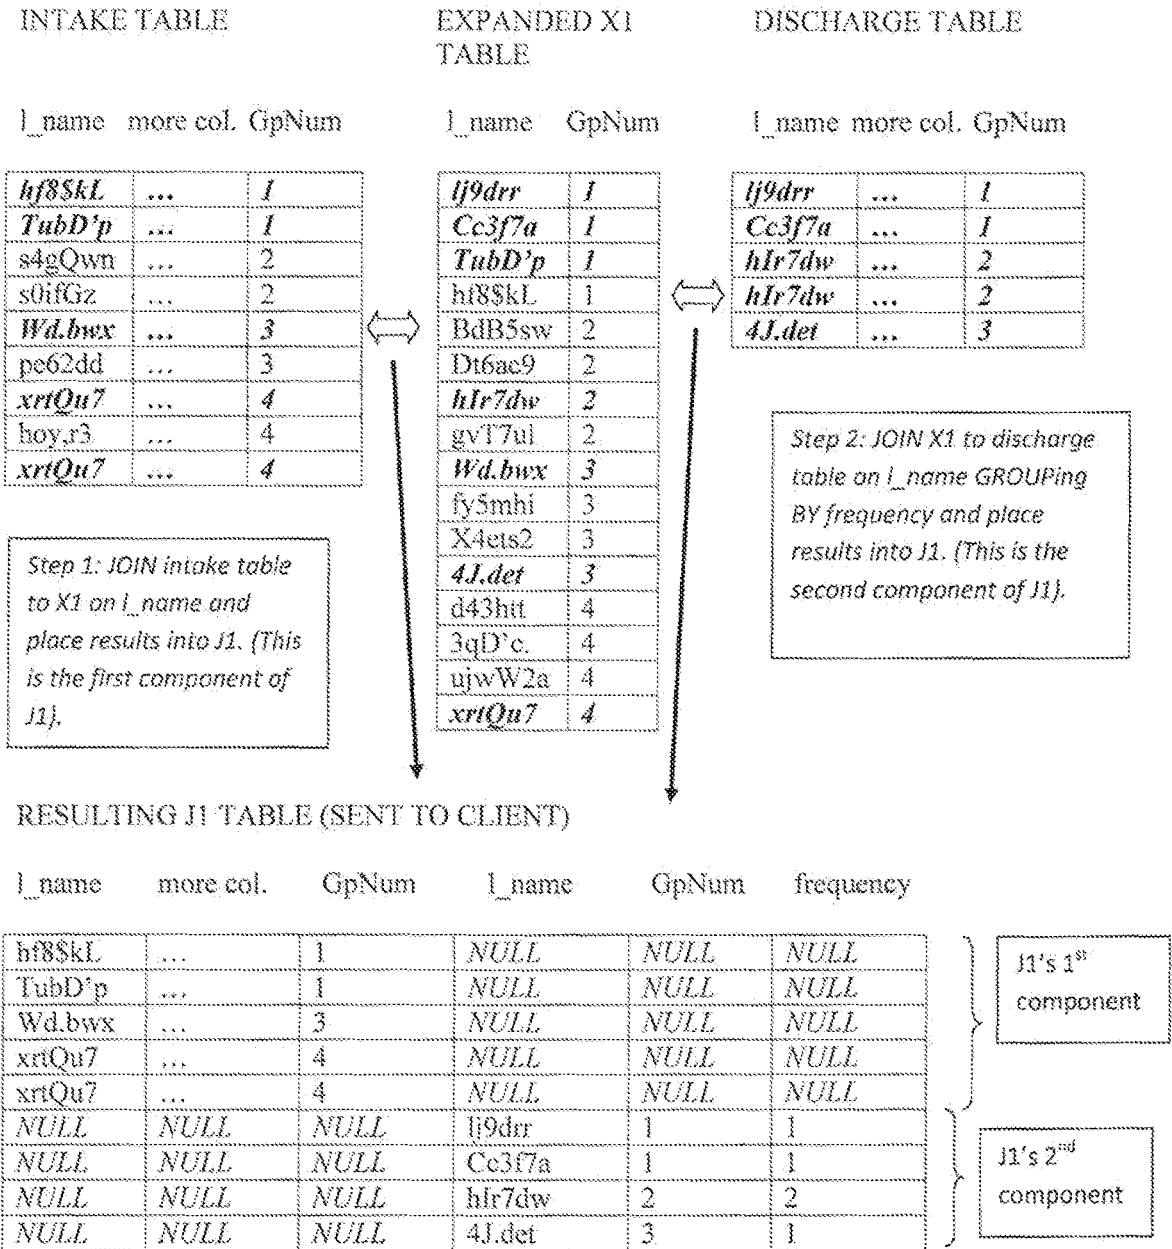 INTAKE TABLE
l_name more col. GpNum
hf8$kL ... 1
TubD'p ... 1
s4gQwn ... 2
s0ifGz ... 2
Wd.bwx ... 3
pe62dd ... 3
xrtQu7 ... 4
hoy,r3 ... 4
xrtQu7 ... 4
Step 1: JOIN intake table
to X1 on l_name and
place results into J1. (This
is the first component of
J1).
EXPANDED X1
TABLE
l_name GpNum
lj9drr 1
Cc3f7a 1
TubD'p 1
hf8$kL 1
BdB5sw 2
Dt6ac9 2
hIr7dw 2
gvT7ul 2
Wd.bwx 3
fy5mhi 3
X4ets2 3
4J.det 3
d43htt 4
3qD'c. 4
ujwW2a 4
xrtQu7 4
DISCHARGE TABLE
l_name more col. GpNum
lj9drr ... 1
Cc3f7a ... 1
hIr7dw ... 2
hIr7dw ... 2
4J.det ... 3
Step 2: JOIN X1 to discharge
table on l_name GROUPing
BY frequency and place
results into J1. (This is the
second component of J1).
RESULTING J1 TABLE (SENT TO CLIENT)
l_name more col. GpNum l_name GpNum frequency
hf8$kL ... 1 NULL NULL NULL
TubD'p ... 1 NULL NULL NULL
Wd.bwx ... 3 NULL NULL NULL
xrtQu7 ... 4 NULL NULL NULL
xrtQu7 ... 4 NULL NULL NULL
NULL NULL NULL lj9drr 1 1
NULL NULL NULL Cc3f7a 1 1
NULL NULL NULL hIr7dw 2 2
NULL NULL NULL 4J.det 3 1
J1's 1st
component
J1's 2nd
component